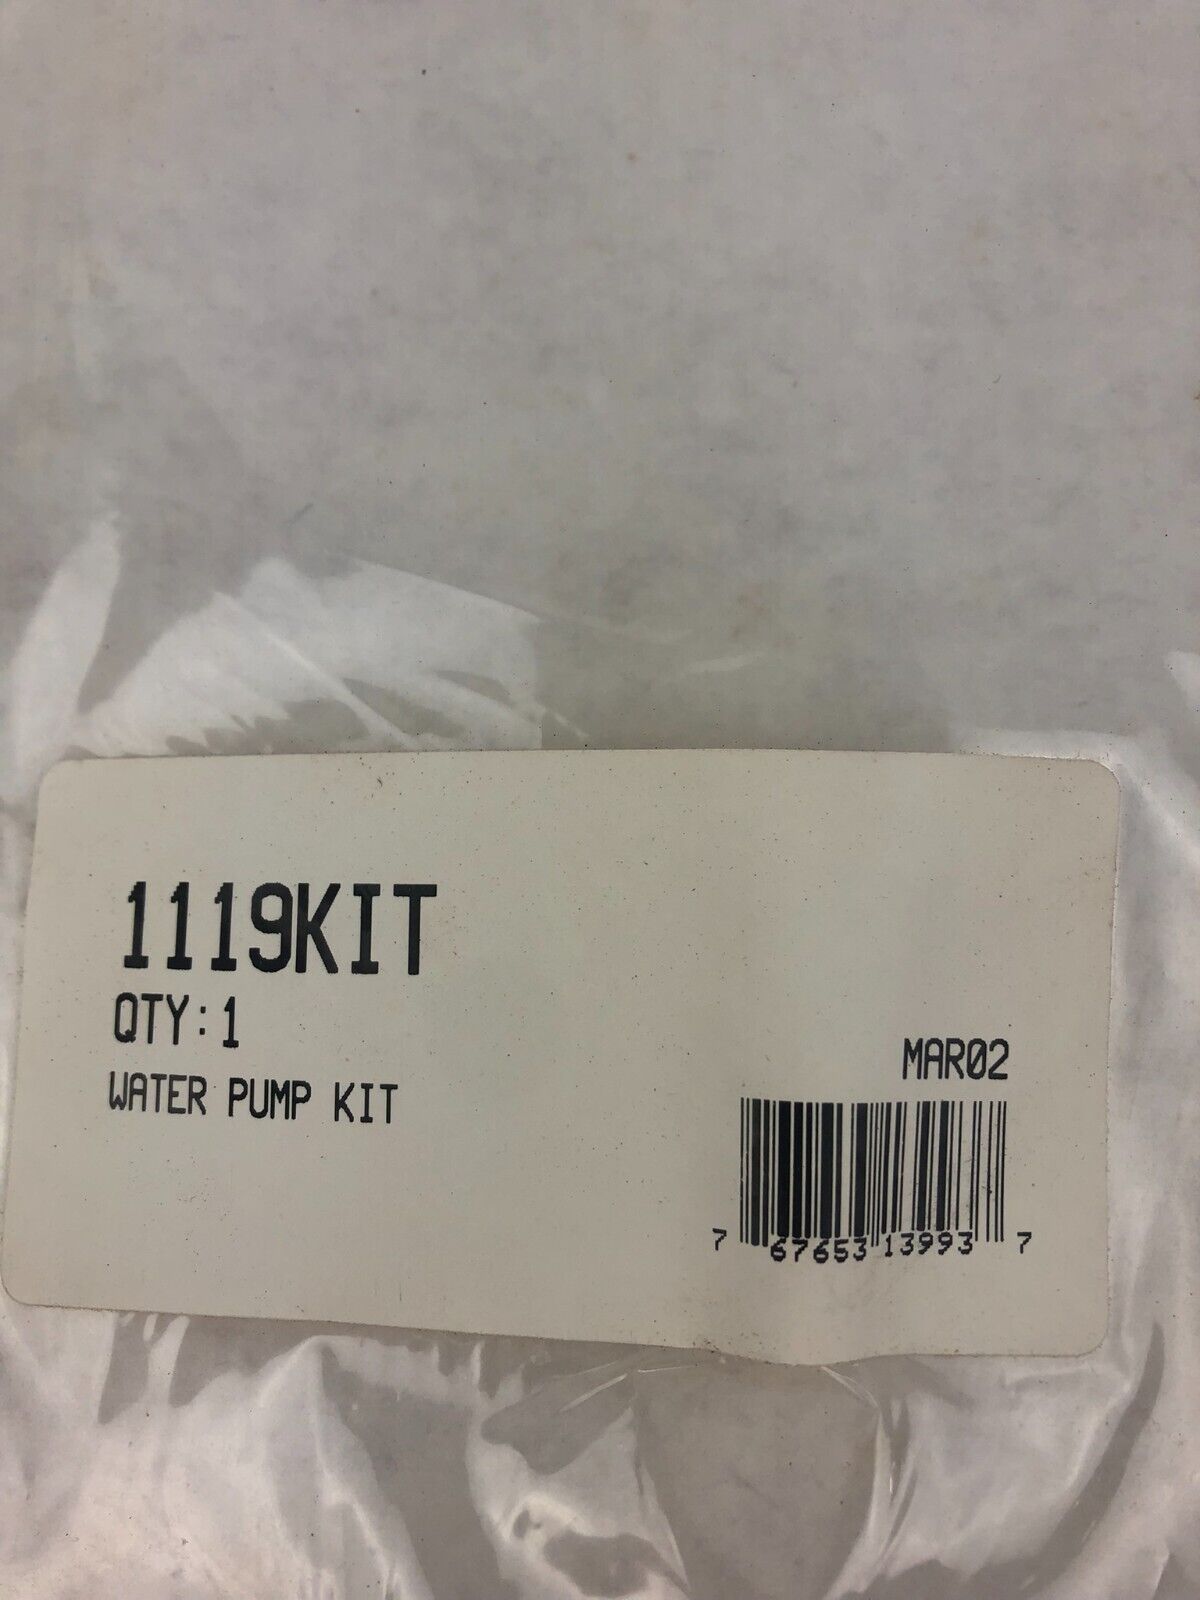 1119KIT
QTY:1
WATER PUMP KIT
MAR02
7 67653 13993 7